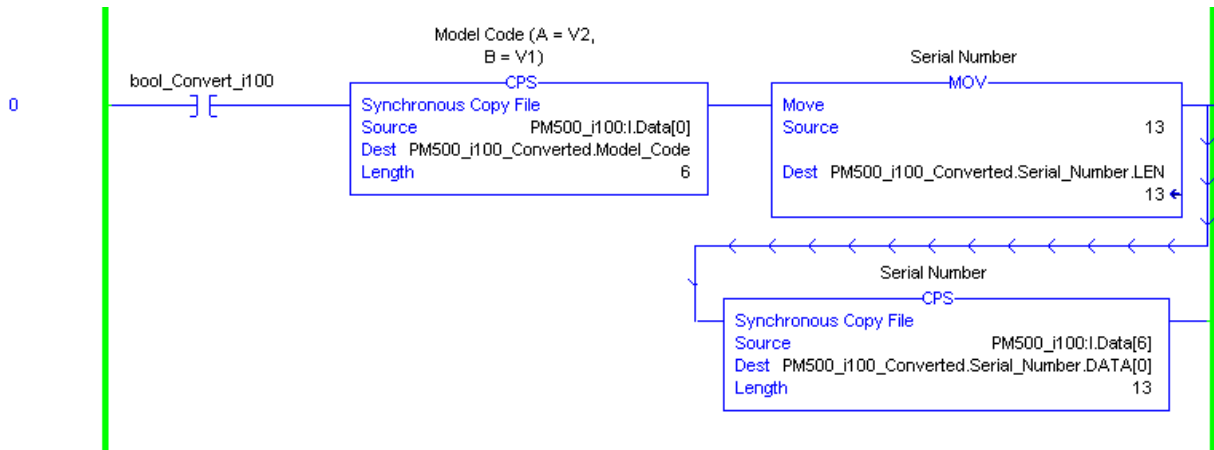 Model Code (A = V2,
B = V1)
Serial Number
bool_Convert_i100
CPS
MOV
0
Synchronous Copy File
Source PM500_i100:I.Data[0]
Dest PM500_i100_Converted.Model_Code
Length 6
Move
Source 13
Dest PM500_i100_Converted.Serial_Number.LEN
13
Serial Number
CPS
Synchronous Copy File
Source PM500_i100:I.Data[6]
Dest PM500_i100_Converted.Serial_Number.DATA[0]
Length 13